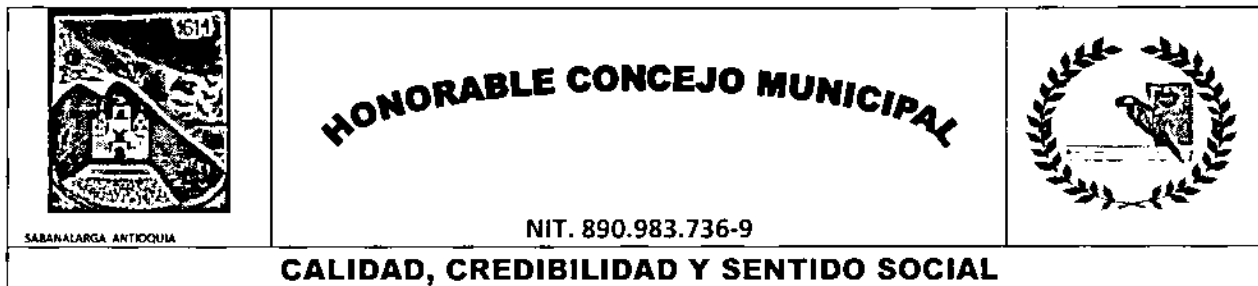 1614
SABANALARGA ANTIOQUIA
HONORABLE CONCEJO MUNICIPAL
NIT. 890.983.736-9
CALIDAD, CREDIBILIDAD Y SENTIDO SOCIAL